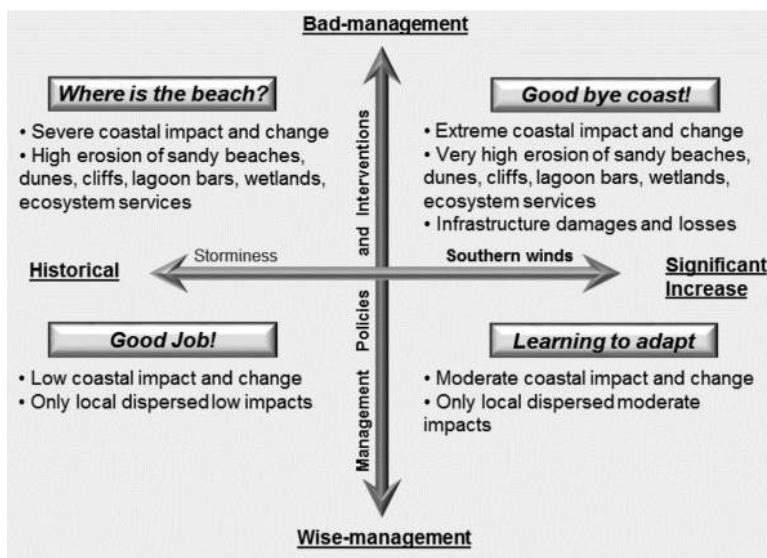 Bad-management
Where is the beach?
• Severe coastal impact and change
• High erosion of sandy beaches,
dunes, cliffs, lagoon bars, wetlands,
ecosystem services
Good bye coast!
• Extreme coastal impact and change
• Very high erosion of sandy beaches,
dunes, cliffs, lagoon bars, wetlands,
ecosystem services
• Infrastructure damages and losses
Management Policies and Interventions
Historical
Storminess
Southern winds
Significant
Increase
Good Job!
• Low coastal impact and change
• Only local dispersed low impacts
Learning to adapt
• Moderate coastal impact and change
• Only local dispersed moderate
impacts
Wise-management